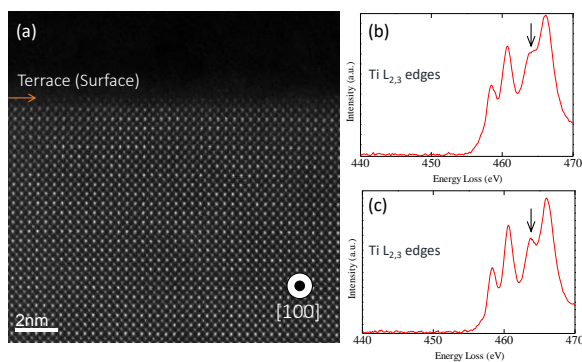 (a)
Terrace (Surface)
[100]
2nm
(b)
Ti L2,3 edges
Intensity (a.u.)
440 450 460 470
Energy Loss (eV)
(c)
Ti L2,3 edges
Intensity (a.u.)
440 450 460 470
Energy Loss (eV)